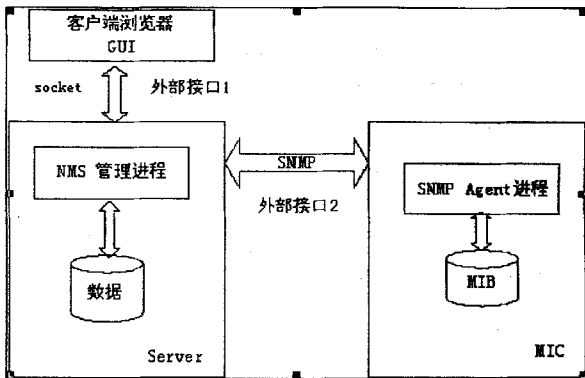 客户端浏览器
GUI
socket
外部接口1
NMS 管理进程
SNMP
SNMP Agent进程
外部接口2
数据
MIB
Server
MIC